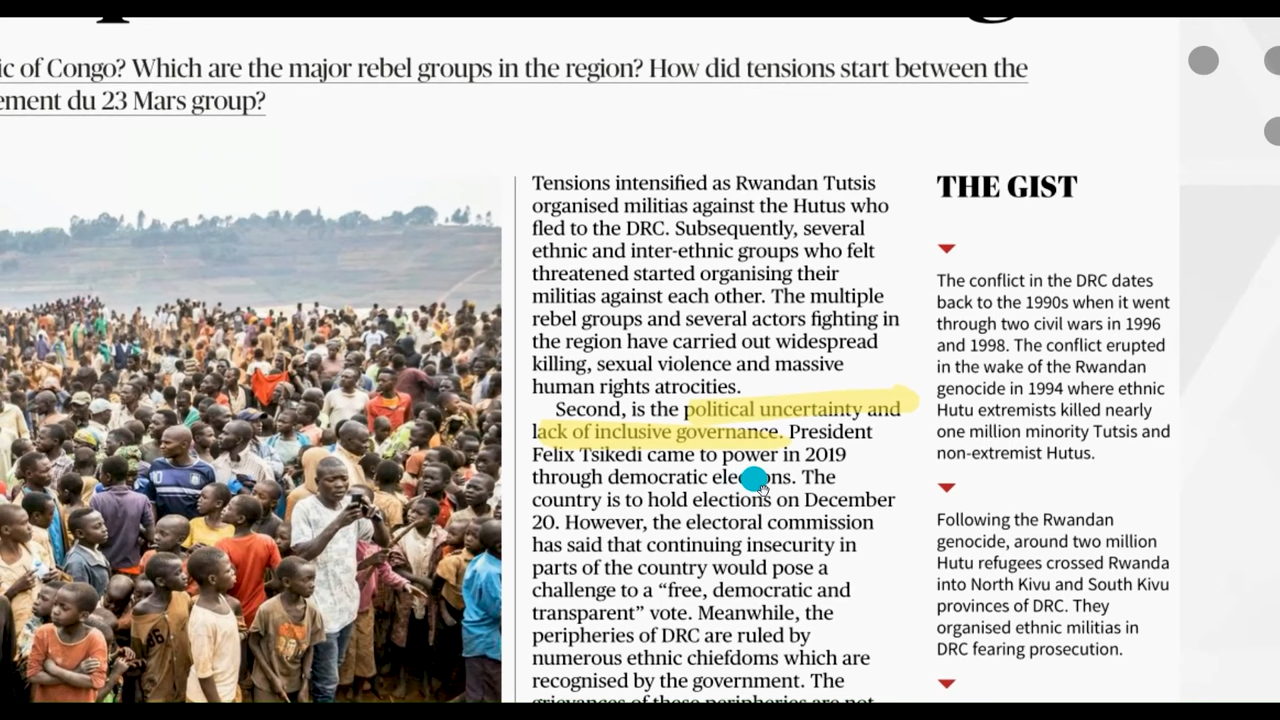 ic of Congo? Which are the major rebel groups in the region? How did tensions start between the
ement du 23 Mars group?
Tensions intensified as Rwandan Tutsis
organised militias against the Hutus who
fled to the DRC. Subsequently, several
ethnic and inter-ethnic groups who felt
threatened started organising their
militias against each other. The multiple
rebel groups and several actors fighting in
the region have carried out widespread
killing, sexual violence and massive
human rights atrocities.
Second, is the political uncertainty and
lack of inclusive governance. President
Felix Tsikedi came to power in 2019
through democratic elections. The
country is to hold elections on December
20. However, the electoral commission
has said that continuing insecurity in
parts of the country would pose a
challenge to a “free, democratic and
transparent” vote. Meanwhile, the
peripheries of DRC are ruled by
numerous ethnic chiefdoms which are
recognised by the government. The
grievances of these peripheries are not
THE GIST
The conflict in the DRC dates
back to the 1990s when it went
through two civil wars in 1996
and 1998. The conflict erupted
in the wake of the Rwandan
genocide in 1994 where ethnic
Hutu extremists killed nearly
one million minority Tutsis and
non-extremist Hutus.
Following the Rwandan
genocide, around two million
Hutu refugees crossed Rwanda
into North Kivu and South Kivu
provinces of DRC. They
organised ethnic militias in
DRC fearing prosecution.